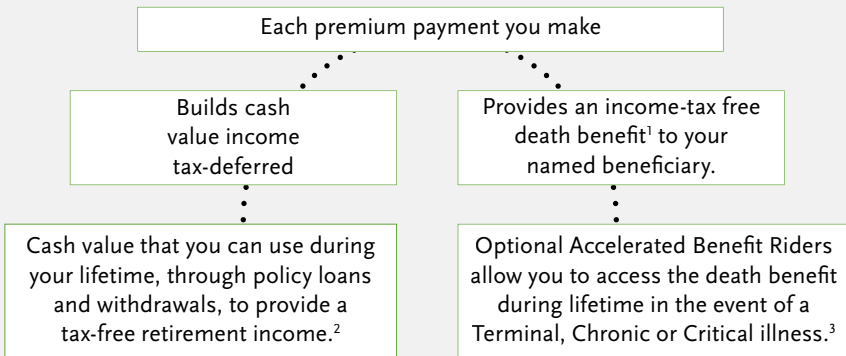 Each premium payment you make
Builds cash
value income
tax-deferred
Provides an income-tax free
death benefit¹ to your
named beneficiary.
Cash value that you can use during
your lifetime, through policy loans
and withdrawals, to provide a
tax-free retirement income.²
Optional Accelerated Benefit Riders
allow you to access the death benefit
during lifetime in the event of a
Terminal, Chronic or Critical illness.³